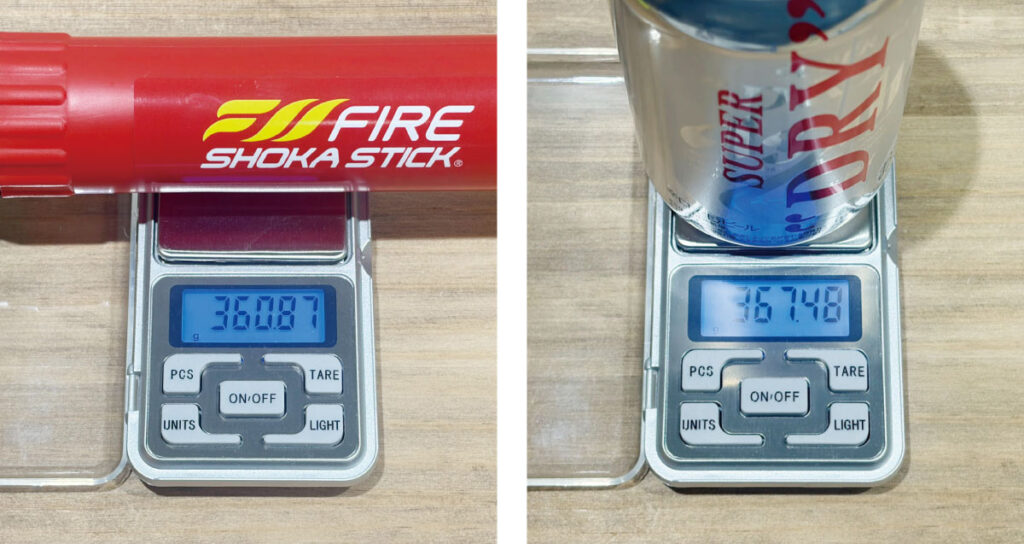 FIRE
SHOKA STICK®
360.87
g
PCS
TARE
ON/OFF
UNITS
LIGHT
SUPER
"DRY"
367.48
g
PCS
TARE
ON/OFF
UNITS
LIGHT